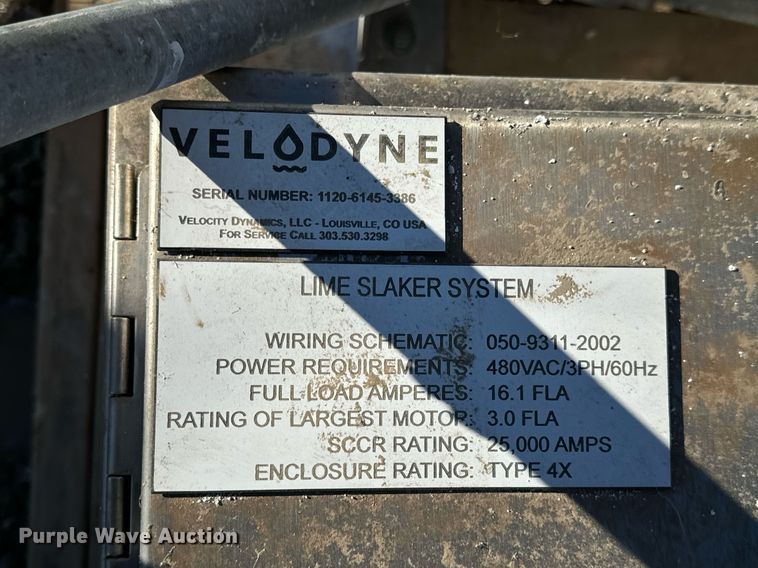 VELODYNE
SERIAL NUMBER: 1120-6145-3386
VELOCITY DYNAMICS, LLC - LOUISVILLE, CO USA
FOR SERVICE CALL 303.530.3298
LIME SLAKER SYSTEM
WIRING SCHEMATIC: 050-9311-2002
POWER REQUIREMENTS: 480VAC/3PH/60Hz
FULL LOAD AMPERES: 16.1 FLA
RATING OF LARGEST MOTOR: 3.0 FLA
SCCR RATING: 25,000 AMPS
ENCLOSURE RATING: TYPE 4X
Purple Wave Auction